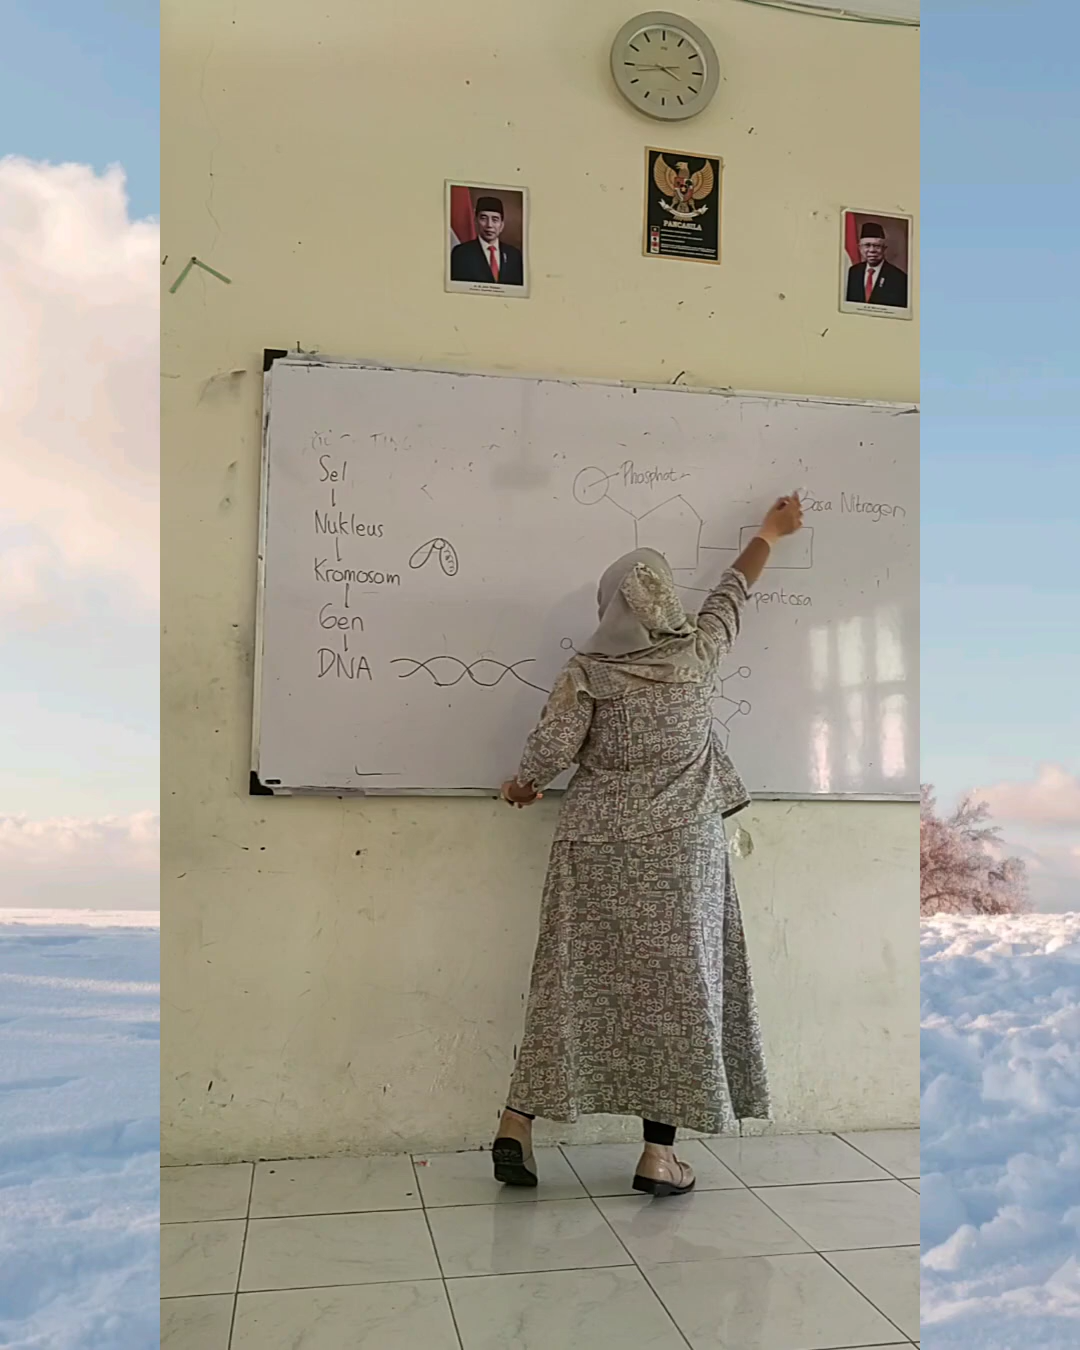 PANCASILA
Phosphat
Sel
Basa Nitrogen
Nukleus
Kromosom
pentosa
Gen
DNA